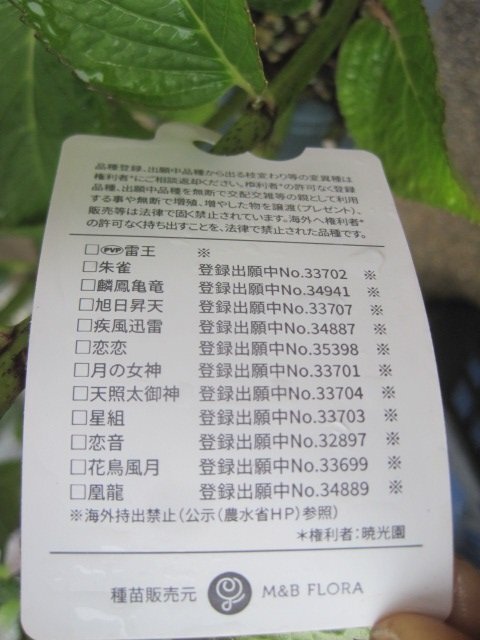 品種登録、出願中品種から出る枝変わり等の変異種は
権利者*にご相談返却ください。権利者*の許可なく登録
品種、出願中品種を無断で交配交雑等の親として利用
する事や無断で増殖、増やした物を譲渡(プレゼント)、
販売等は法律で固く禁止されています。海外へ権利者*
の許可なく持ち出すことを、法律で禁止された品種です。
□PVP雷王 ※
□朱雀 登録出願中No.33702 ※
□麟鳳亀竜 登録出願中No.34941 ※
□旭日昇天 登録出願中No.33707 ※
□疾風迅雷 登録出願中No.34887 ※
□恋恋 登録出願中No.35398 ※
□月の女神 登録出願中No.33701 ※
□天照太御神 登録出願中No.33704 ※
□星組 登録出願中No.33703 ※
□恋音 登録出願中No.32897 ※
□花鳥風月 登録出願中No.33699 ※
□凰龍 登録出願中No.34889 ※
※海外持出禁止(公示(農水省HP)参照)
*権利者:暁光園
種苗販売元 M&B FLORA